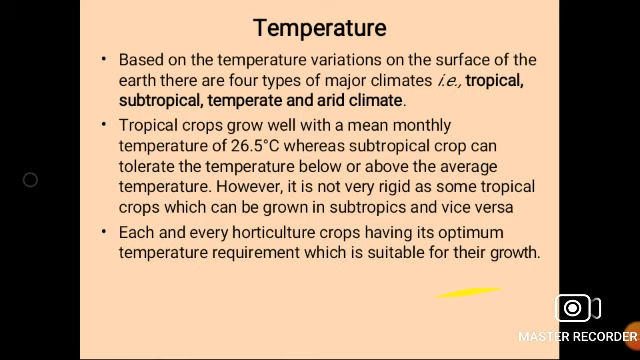 Temperature
• Based on the temperature variations on the surface of the
earth there are four types of major climates i.e., tropical,
subtropical, temperate and arid climate.
• Tropical crops grow well with a mean monthly
temperature of 26.5°C whereas subtropical crop can
tolerate the temperature below or above the average
temperature. However, it is not very rigid as some tropical
crops which can be grown in subtropics and vice versa
• Each and every horticulture crops having its optimum
temperature requirement which is suitable for their growth.
MASTER RECORDER